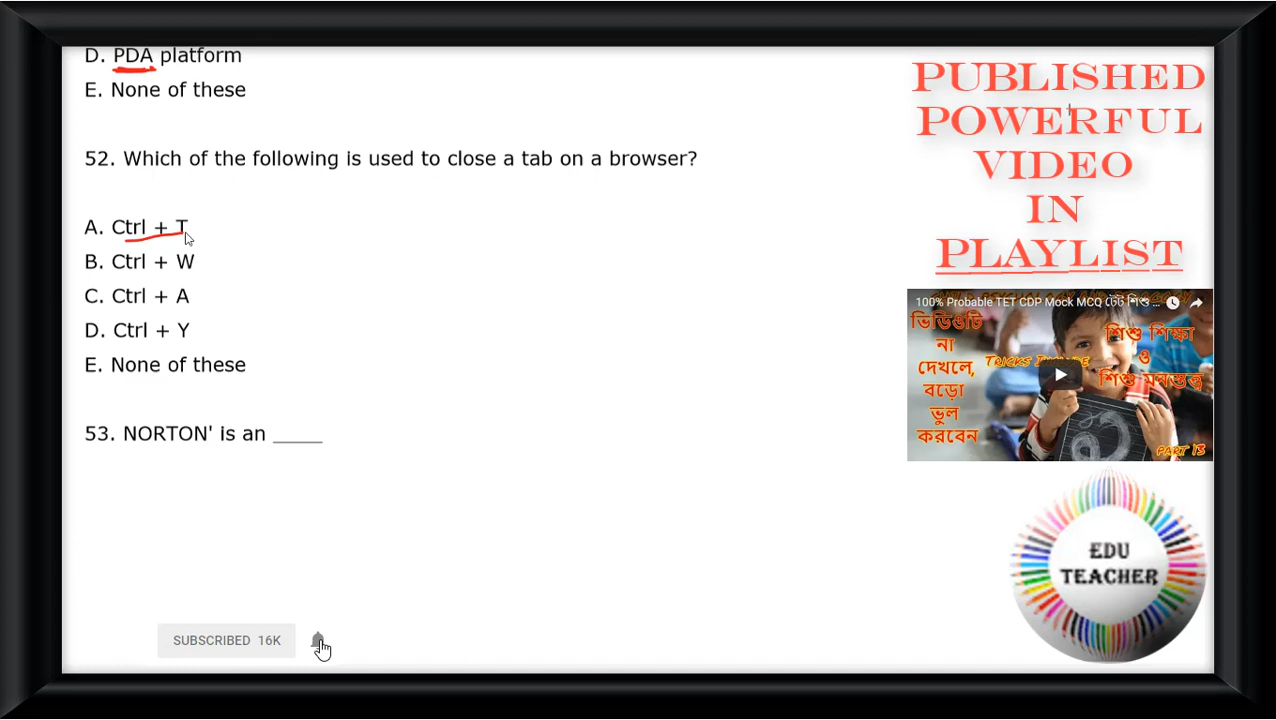 D. PDA platform
E. None of these
52. Which of the following is used to close a tab on a browser?
A. Ctrl + T
B. Ctrl + W
C. Ctrl + A
D. Ctrl + Y
E. None of these
53. NORTON' is an _____
SUBSCRIBED 16K
PUBLISHED
POWERFUL
VIDEO
IN
PLAYLIST
100% Probable TET CDP Mock MCQ টেট শিশু ...
ভিডিওটি
না
দেখলে,
বড়ো
ভুল
করবেন
শিশু শিক্ষা
ও
শিশু মনস্তত্ত্ব
PART 13
EDU
TEACHER